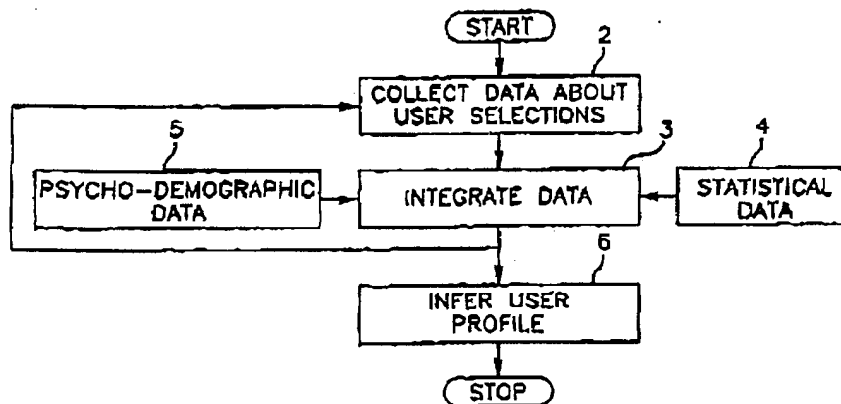 START
2
COLLECT DATA ABOUT
USER SELECTIONS
5
3
4
PSYCHO-DEMOGRAPHIC
DATA
INTEGRATE DATA
STATISTICAL
DATA
6
INFER USER
PROFILE
STOP